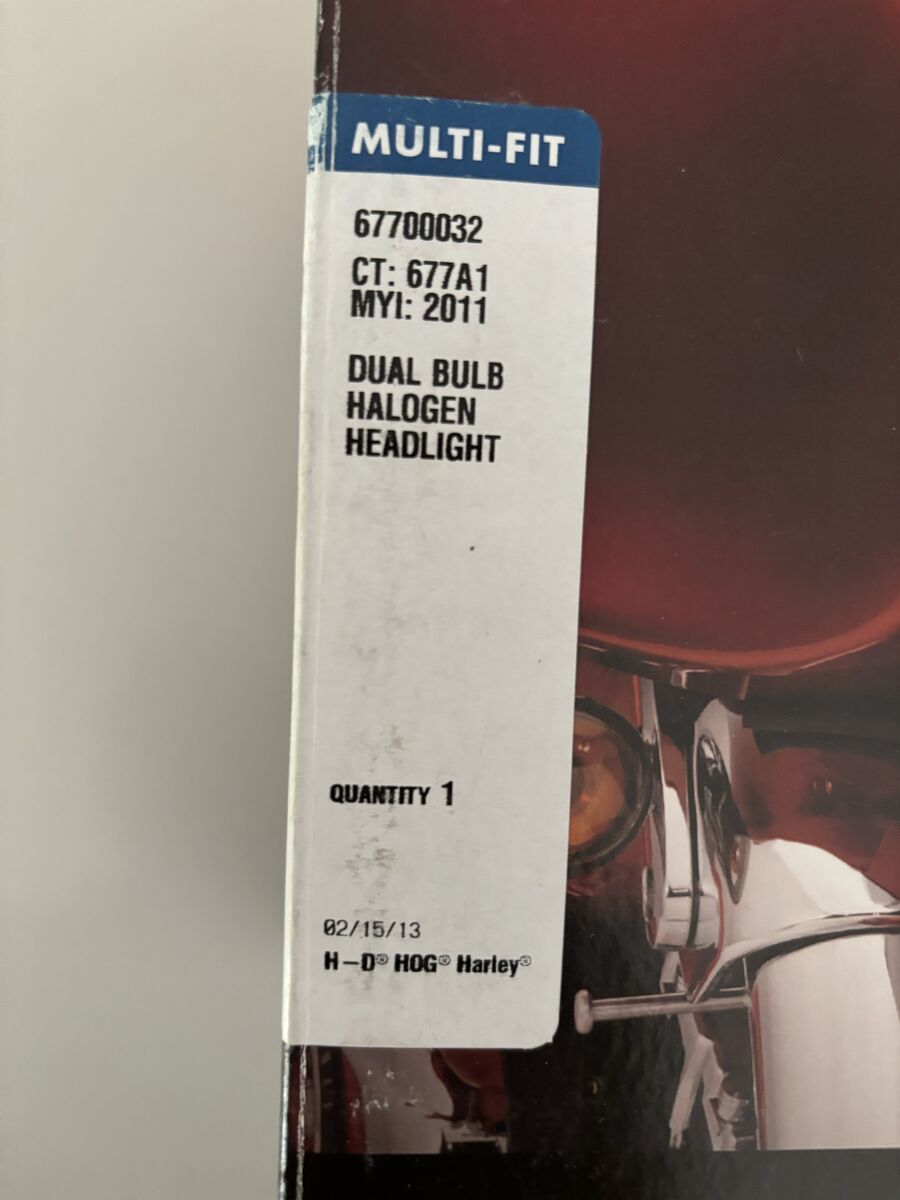 MULTI-FIT
67700032
CT: 677A1
MYI: 2011
DUAL BULB
HALOGEN
HEADLIGHT
QUANTITY 1
02/15/13
H-D® HOG® Harley®